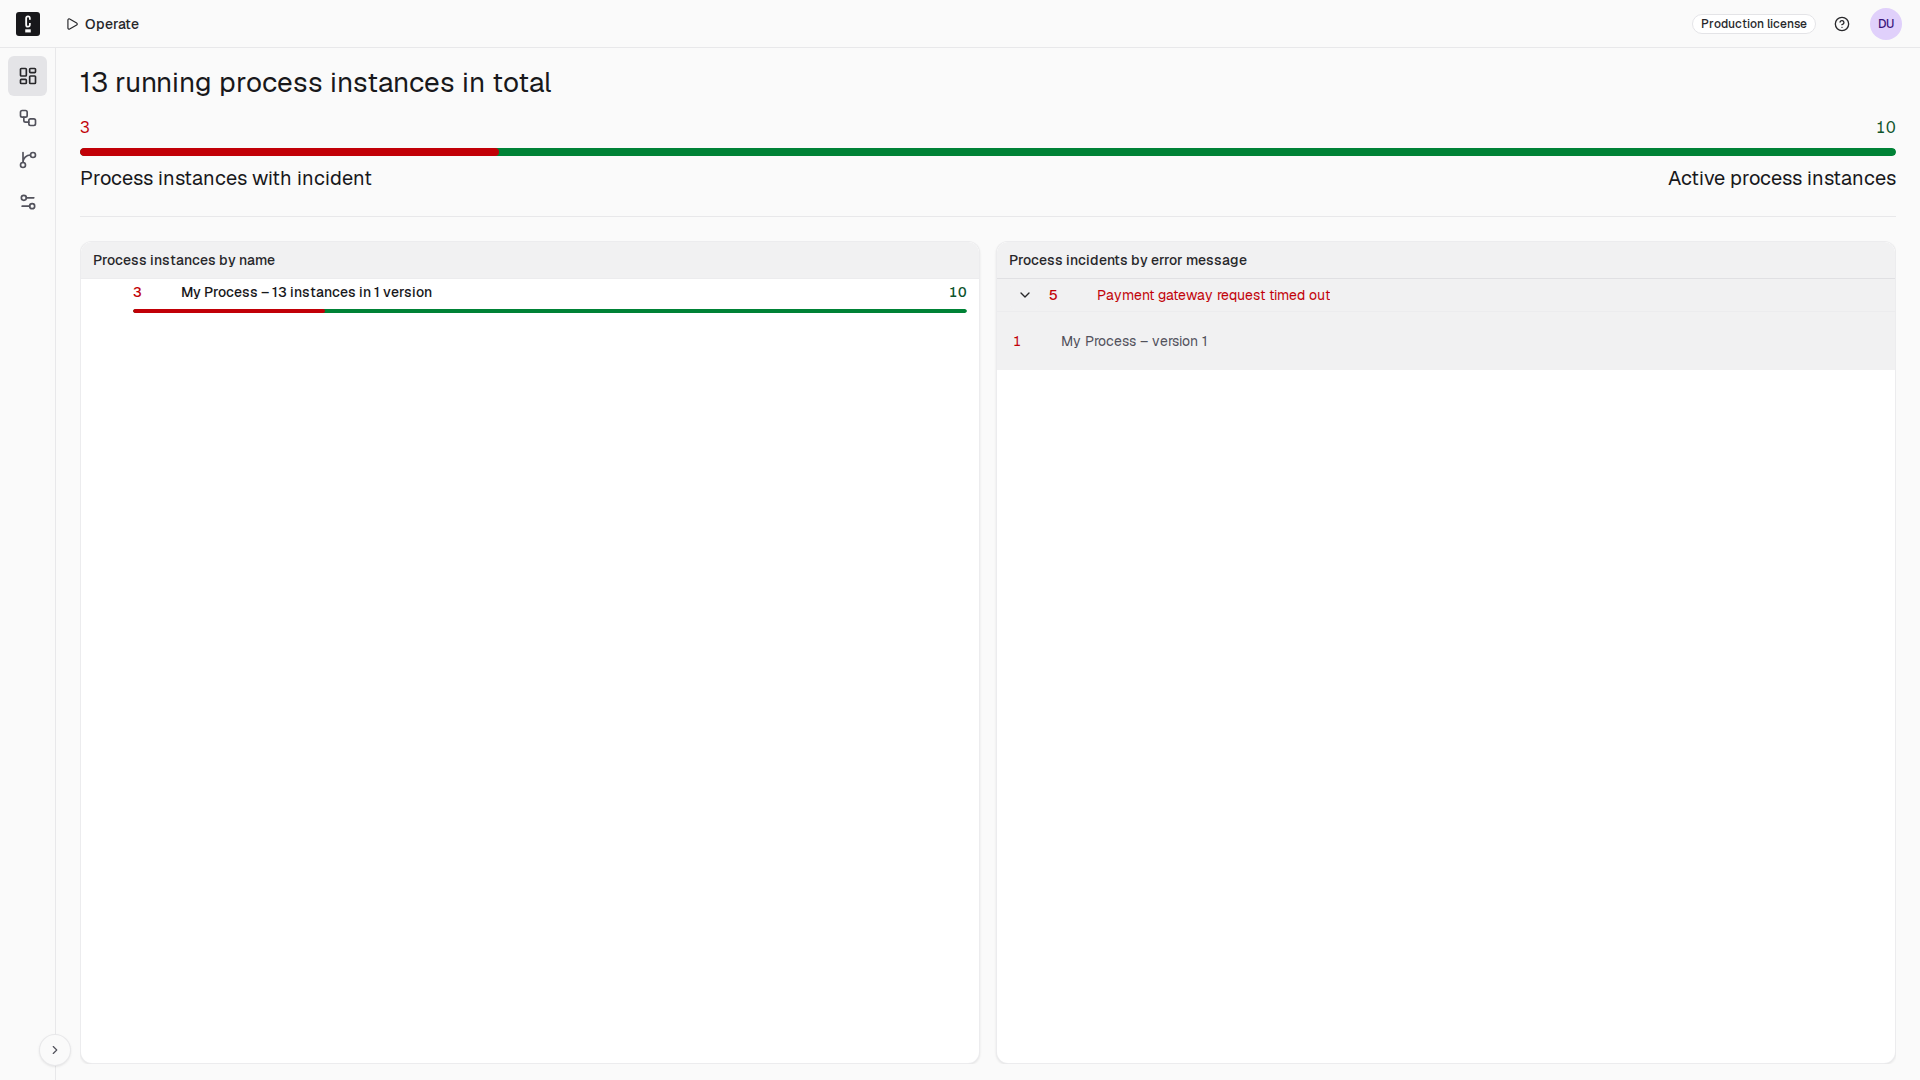 Operate
Production license
DU
13 running process instances in total
3
10
Process instances with incident
Active process instances
Process instances by name
3
My Process – 13 instances in 1 version
10
Process incidents by error message
5
Payment gateway request timed out
1
My Process – version 1